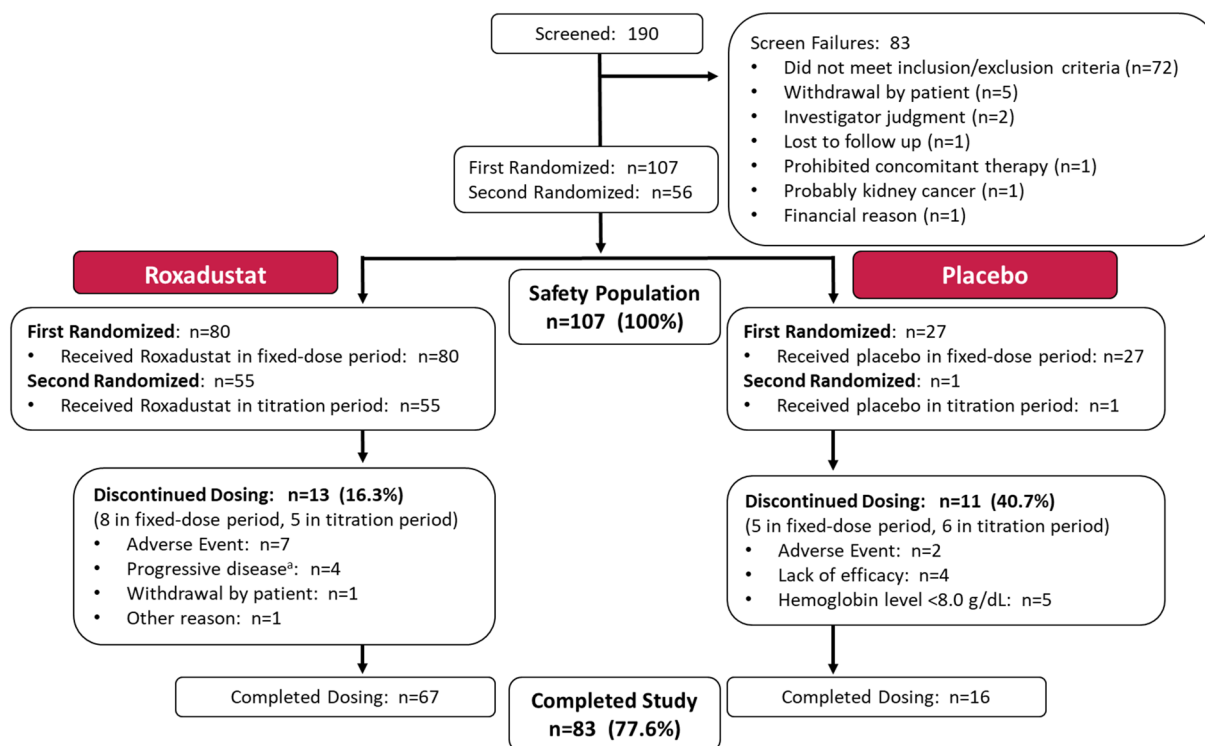 Screened: 190
Screen Failures: 83
• Did not meet inclusion/exclusion criteria (n=72)
• Withdrawal by patient (n=5)
• Investigator judgment (n=2)
• Lost to follow up (n=1)
• Prohibited concomitant therapy (n=1)
• Probably kidney cancer (n=1)
• Financial reason (n=1)
First Randomized: n=107
Second Randomized: n=56
Roxadustat
Safety Population
n=107 (100%)
Placebo
First Randomized: n=80
• Received Roxadustat in fixed-dose period: n=80
Second Randomized: n=55
• Received Roxadustat in titration period: n=55
First Randomized: n=27
• Received placebo in fixed-dose period: n=27
Second Randomized: n=1
• Received placebo in titration period: n=1
Discontinued Dosing: n=13 (16.3%)
(8 in fixed-dose period, 5 in titration period)
• Adverse Event: n=7
• Progressive diseaseᵃ: n=4
• Withdrawal by patient: n=1
• Other reason: n=1
Discontinued Dosing: n=11 (40.7%)
(5 in fixed-dose period, 6 in titration period)
• Adverse Event: n=2
• Lack of efficacy: n=4
• Hemoglobin level <8.0 g/dL: n=5
Completed Dosing: n=67
Completed Study
n=83 (77.6%)
Completed Dosing: n=16